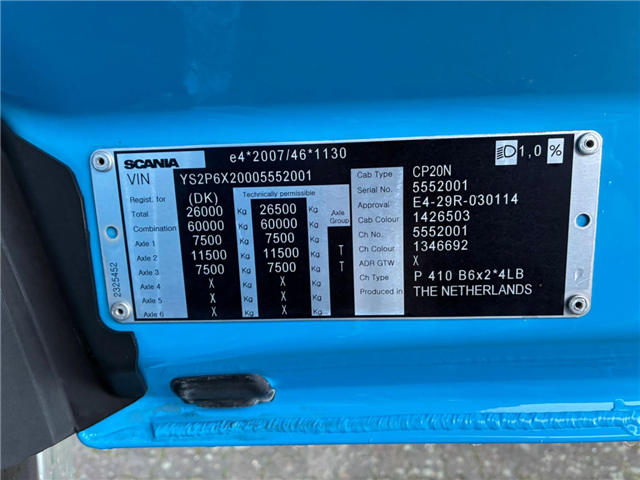 SCANIA e4*2007/46*1130 1,0 %
VIN YS2P6X20005552001
Regist. for (DK) Technically permissible Axle Group
Total 26000 Kg 26500 Kg
Combination 60000 Kg 60000 Kg
Axle 1 7500 Kg 7500 Kg
Axle 2 11500 Kg 11500 Kg T
Axle 3 7500 Kg 7500 Kg T
Axle 4 X Kg X Kg
Axle 5 X Kg X Kg
Axle 6 X Kg X Kg
Cab Type CP20N
Serial No. 5552001
Approval E4-29R-030114
Cab Colour 1426503
Ch No. 5552001
Ch Colour 1346692
ADR GTW X
Ch Type P 410 B6x2*4LB
Produced in THE NETHERLANDS
2325452